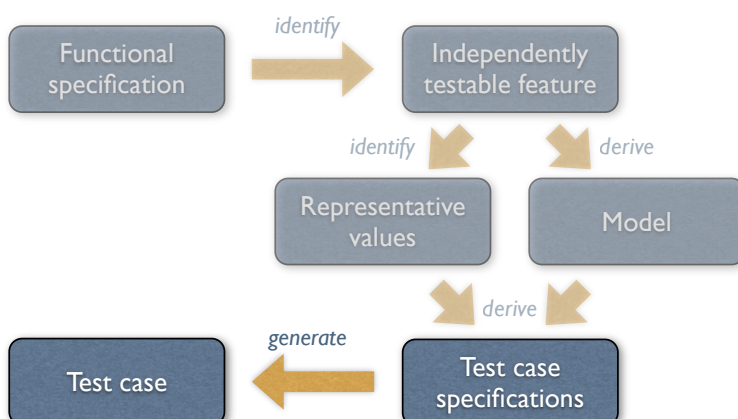 identify
Functional
specification
Independently
testable feature
identify
derive
Representative
values
Model
derive
generate
Test case
Test case
specifications